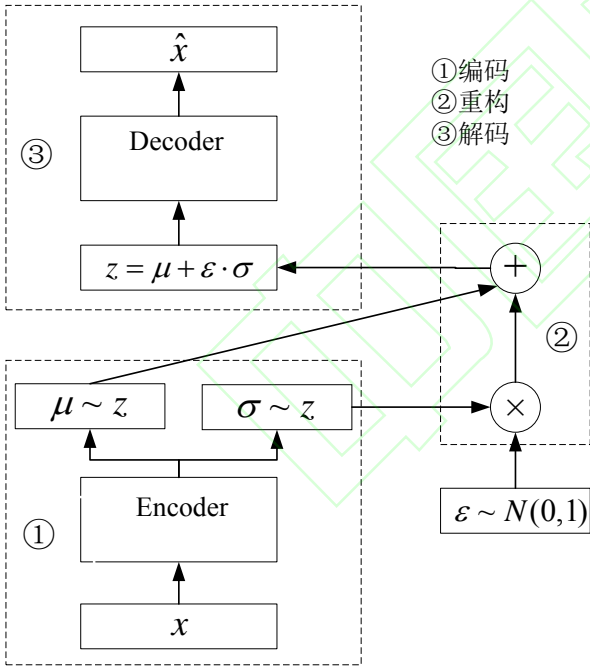 x̂
①编码
②重构
③解码
Decoder
③
z = μ + ε · σ
+
②
μ ~ z
σ ~ z
×
Encoder
ε ~ N(0,1)
①
x